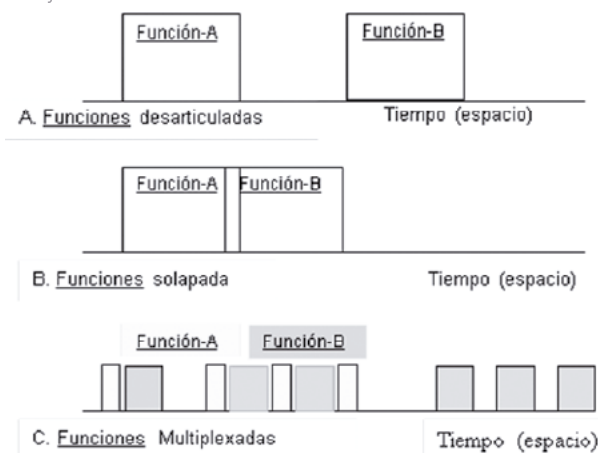 Función-A Función-B
A. Funciones desarticuladas Tiempo (espacio)
Función-A Función-B
B. Funciones solapada Tiempo (espacio)
Función-A Función-B
C. Funciones Multiplexadas Tiempo (espacio)